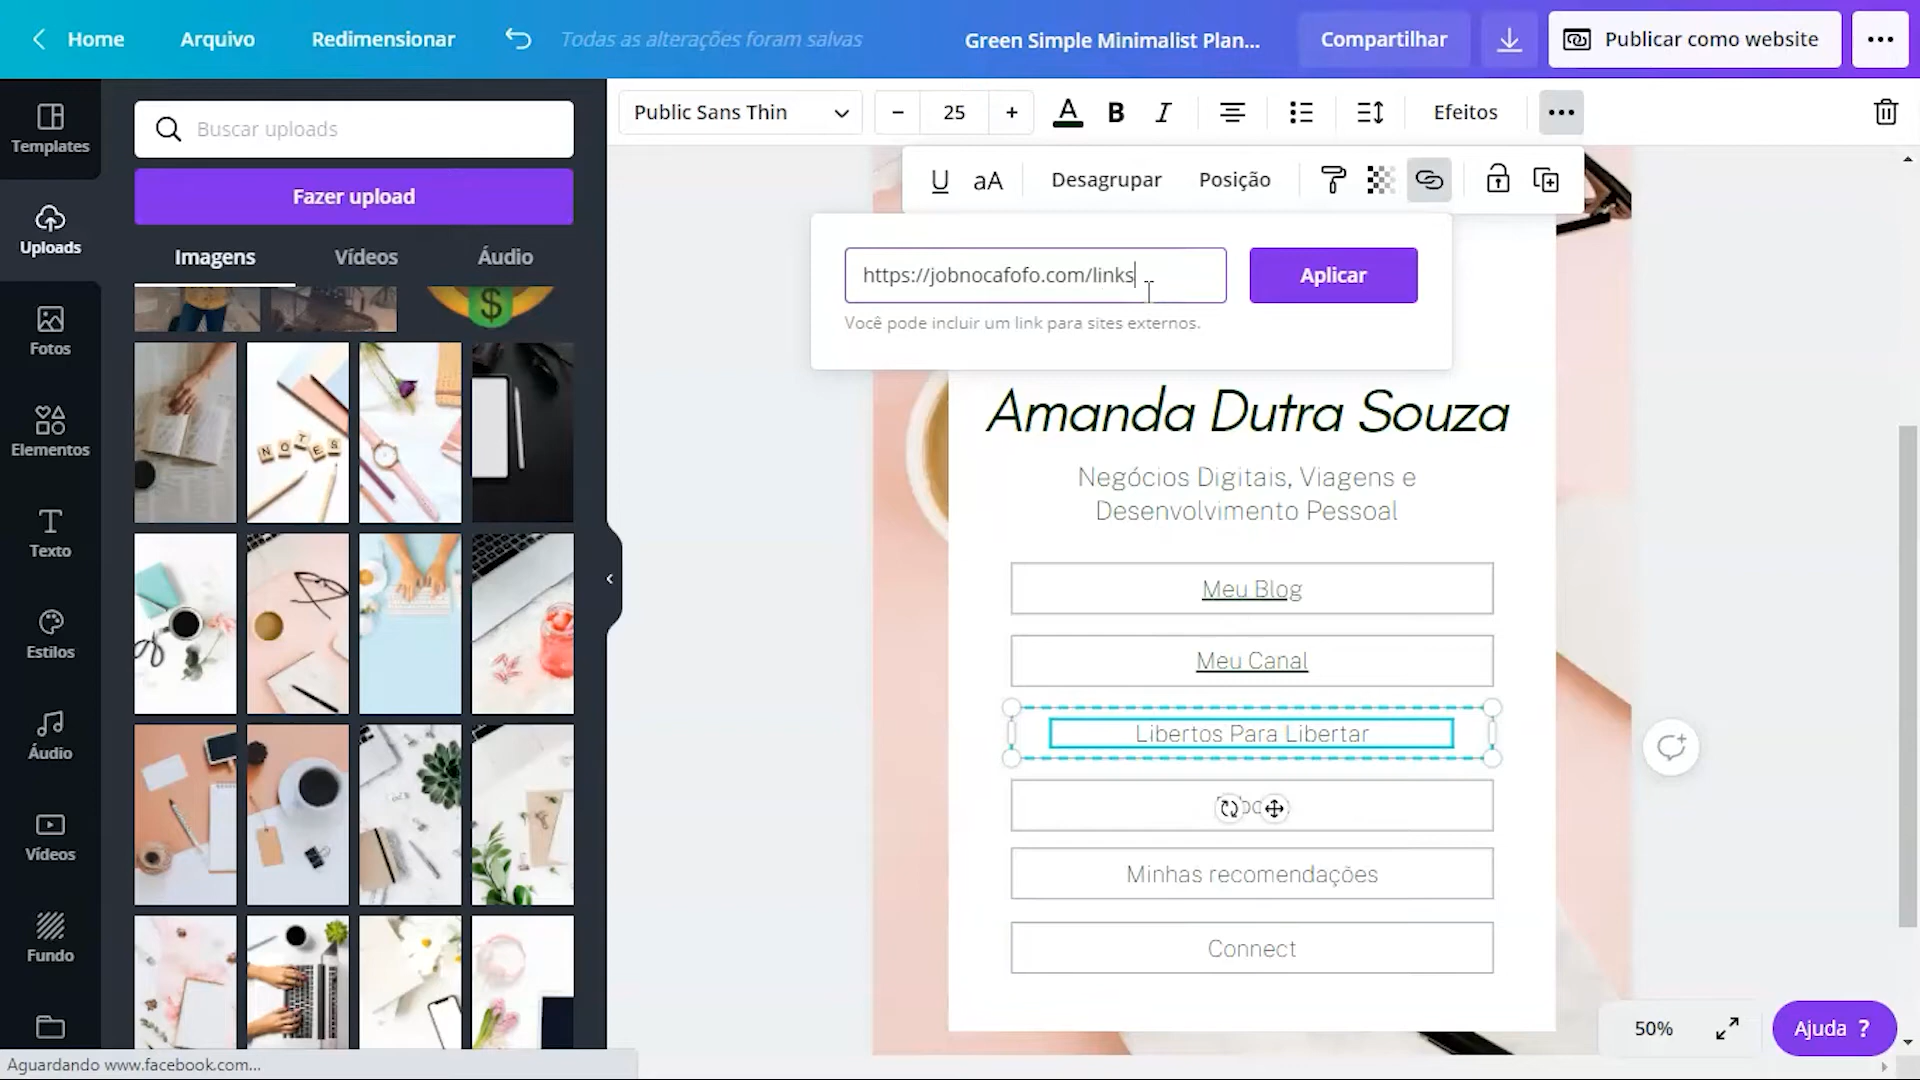 Home
Arquivo
Redimensionar
Todas as alterações foram salvas
Green Simple Minimalist Plan...
Compartilhar
Publicar como website
Templates
Uploads
Fotos
Elementos
Texto
Estilos
Áudio
Vídeos
Fundo
Buscar uploads
Fazer upload
Imagens
Vídeos
Áudio
NOTES
Public Sans Thin
– 25 +
A B I
Efeitos
U aA
Desagrupar
Posição
https://jobnocafofo.com/links
Aplicar
Você pode incluir um link para sites externos.
Amanda Dutra Souza
Negócios Digitais, Viagens e
Desenvolvimento Pessoal
Meu Blog
Meu Canal
Libertos Para Libertar
Minhas recomendações
Connect
50%
Ajuda ?
Aguardando www.facebook.com...